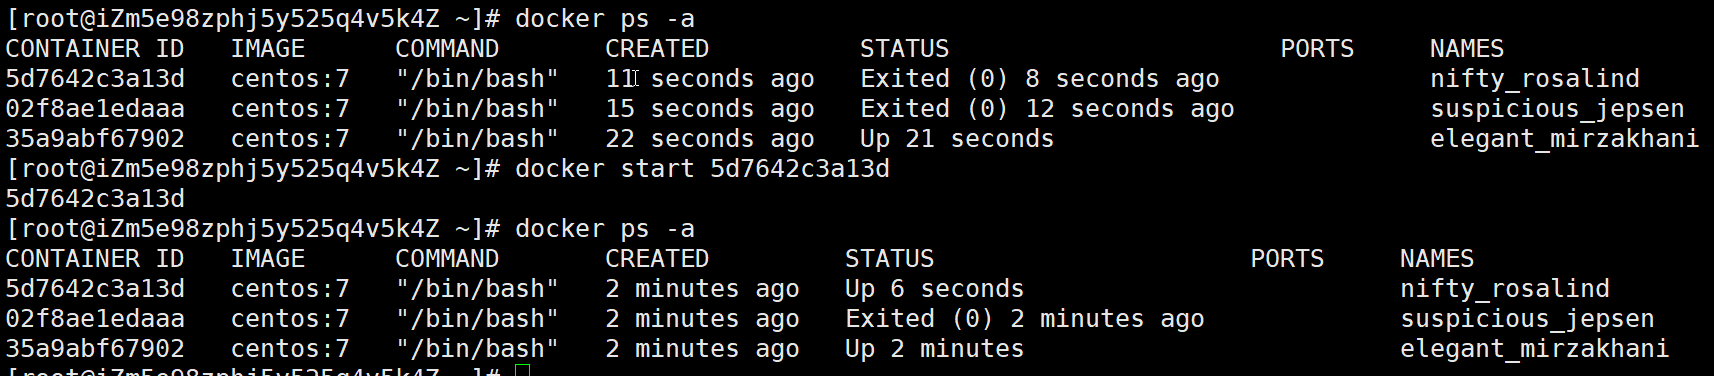 [root@iZm5e98zphj5y525q4v5k4Z ~]# docker ps -a
CONTAINER ID   IMAGE      COMMAND       CREATED          STATUS                      PORTS     NAMES
5d7642c3a13d   centos:7   "/bin/bash"   11 seconds ago   Exited (0) 8 seconds ago              nifty_rosalind
02f8ae1edaaa   centos:7   "/bin/bash"   15 seconds ago   Exited (0) 12 seconds ago             suspicious_jepsen
35a9abf67902   centos:7   "/bin/bash"   22 seconds ago   Up 21 seconds                         elegant_mirzakhani
[root@iZm5e98zphj5y525q4v5k4Z ~]# docker start 5d7642c3a13d
5d7642c3a13d
[root@iZm5e98zphj5y525q4v5k4Z ~]# docker ps -a
CONTAINER ID   IMAGE      COMMAND       CREATED         STATUS                     PORTS     NAMES
5d7642c3a13d   centos:7   "/bin/bash"   2 minutes ago   Up 6 seconds                         nifty_rosalind
02f8ae1edaaa   centos:7   "/bin/bash"   2 minutes ago   Exited (0) 2 minutes ago             suspicious_jepsen
35a9abf67902   centos:7   "/bin/bash"   2 minutes ago   Up 2 minutes                         elegant_mirzakhani
[root@iZm5e98zphj5y525q4v5k4Z ~]#